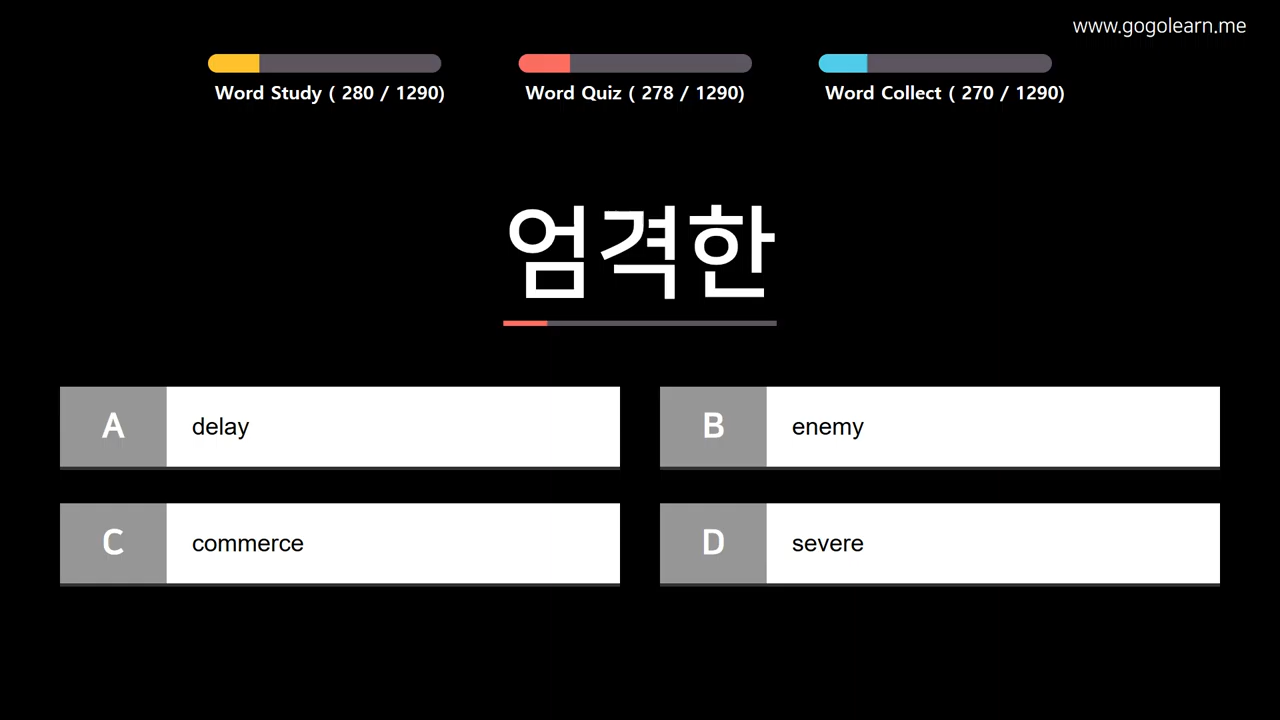 www.gogolearn.me
Word Study ( 280 / 1290)
Word Quiz ( 278 / 1290)
Word Collect ( 270 / 1290)
엄격한
A delay
B enemy
C commerce
D severe